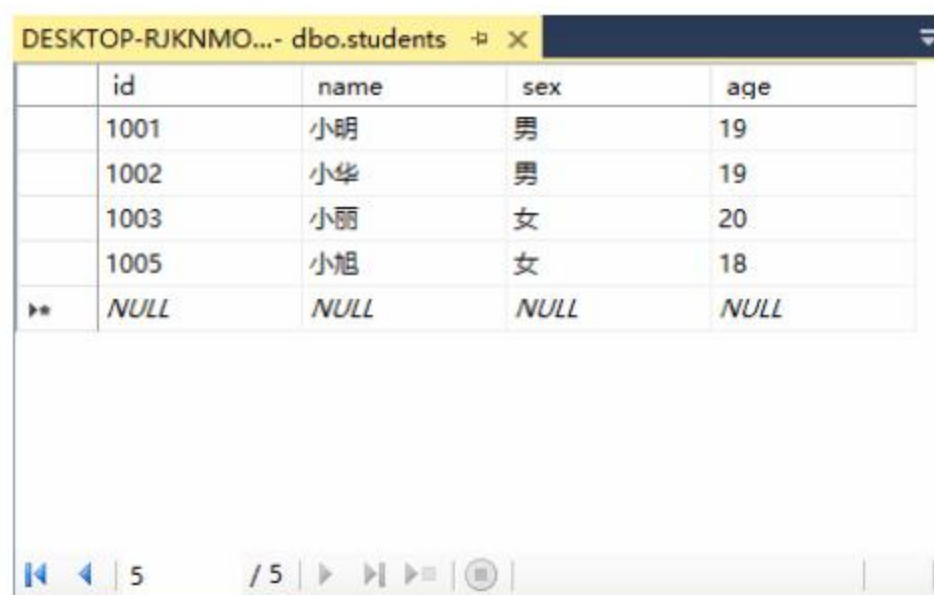 DESKTOP-RJKNMO...- dbo.students
id name sex age
1001 小明 男 19
1002 小华 男 19
1003 小丽 女 20
1005 小旭 女 18
NULL NULL NULL NULL
5 / 5